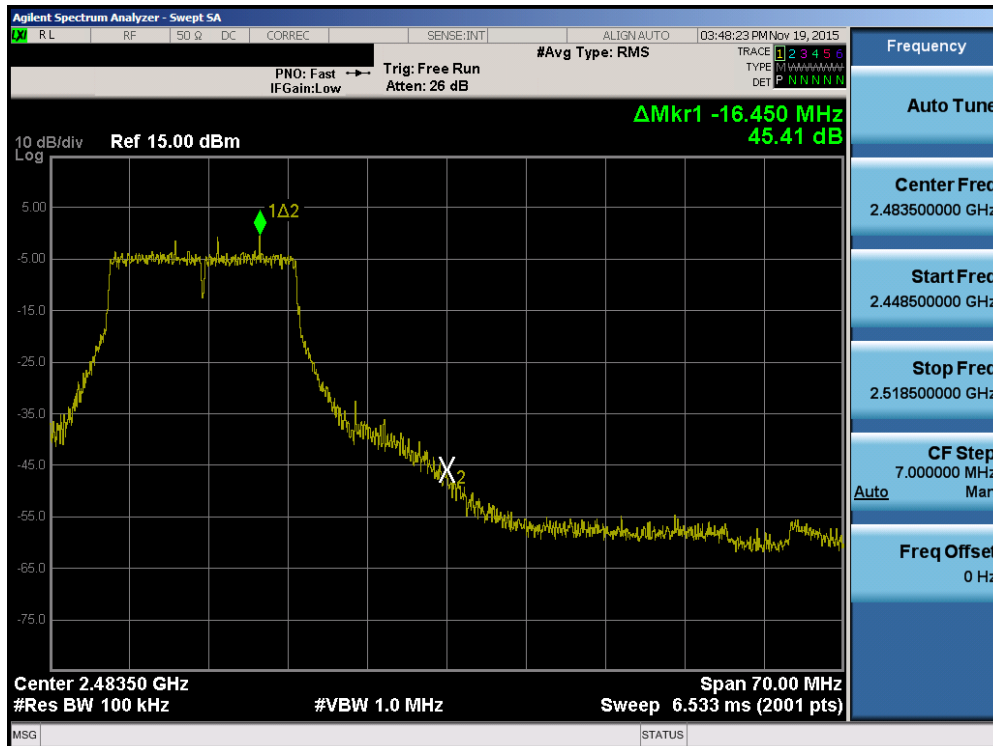 Agilent Spectrum Analyzer - Swept SA
LXI RL RF 50 Ω DC CORREC SENSE:INT ALIGN AUTO 03:48:23 PM Nov 19, 2015
#Avg Type: RMS TRACE 1 2 3 4 5 6
PNO: Fast Trig: Free Run TYPE MWWWWW
IFGain:Low Atten: 26 dB DET P N N N N N
ΔMkr1 -16.450 MHz
45.41 dB
10 dB/div Ref 15.00 dBm
Log
5.00
1Δ2
-5.00
-15.0
-25.0
-35.0
-45.0
X2
-55.0
-65.0
-75.0
Center 2.48350 GHz Span 70.00 MHz
#Res BW 100 kHz #VBW 1.0 MHz Sweep 6.533 ms (2001 pts)
MSG STATUS
Frequency
Auto Tune
Center Freq
2.483500000 GHz
Start Freq
2.448500000 GHz
Stop Freq
2.518500000 GHz
CF Step
7.000000 MHz
Auto Man
Freq Offset
0 Hz